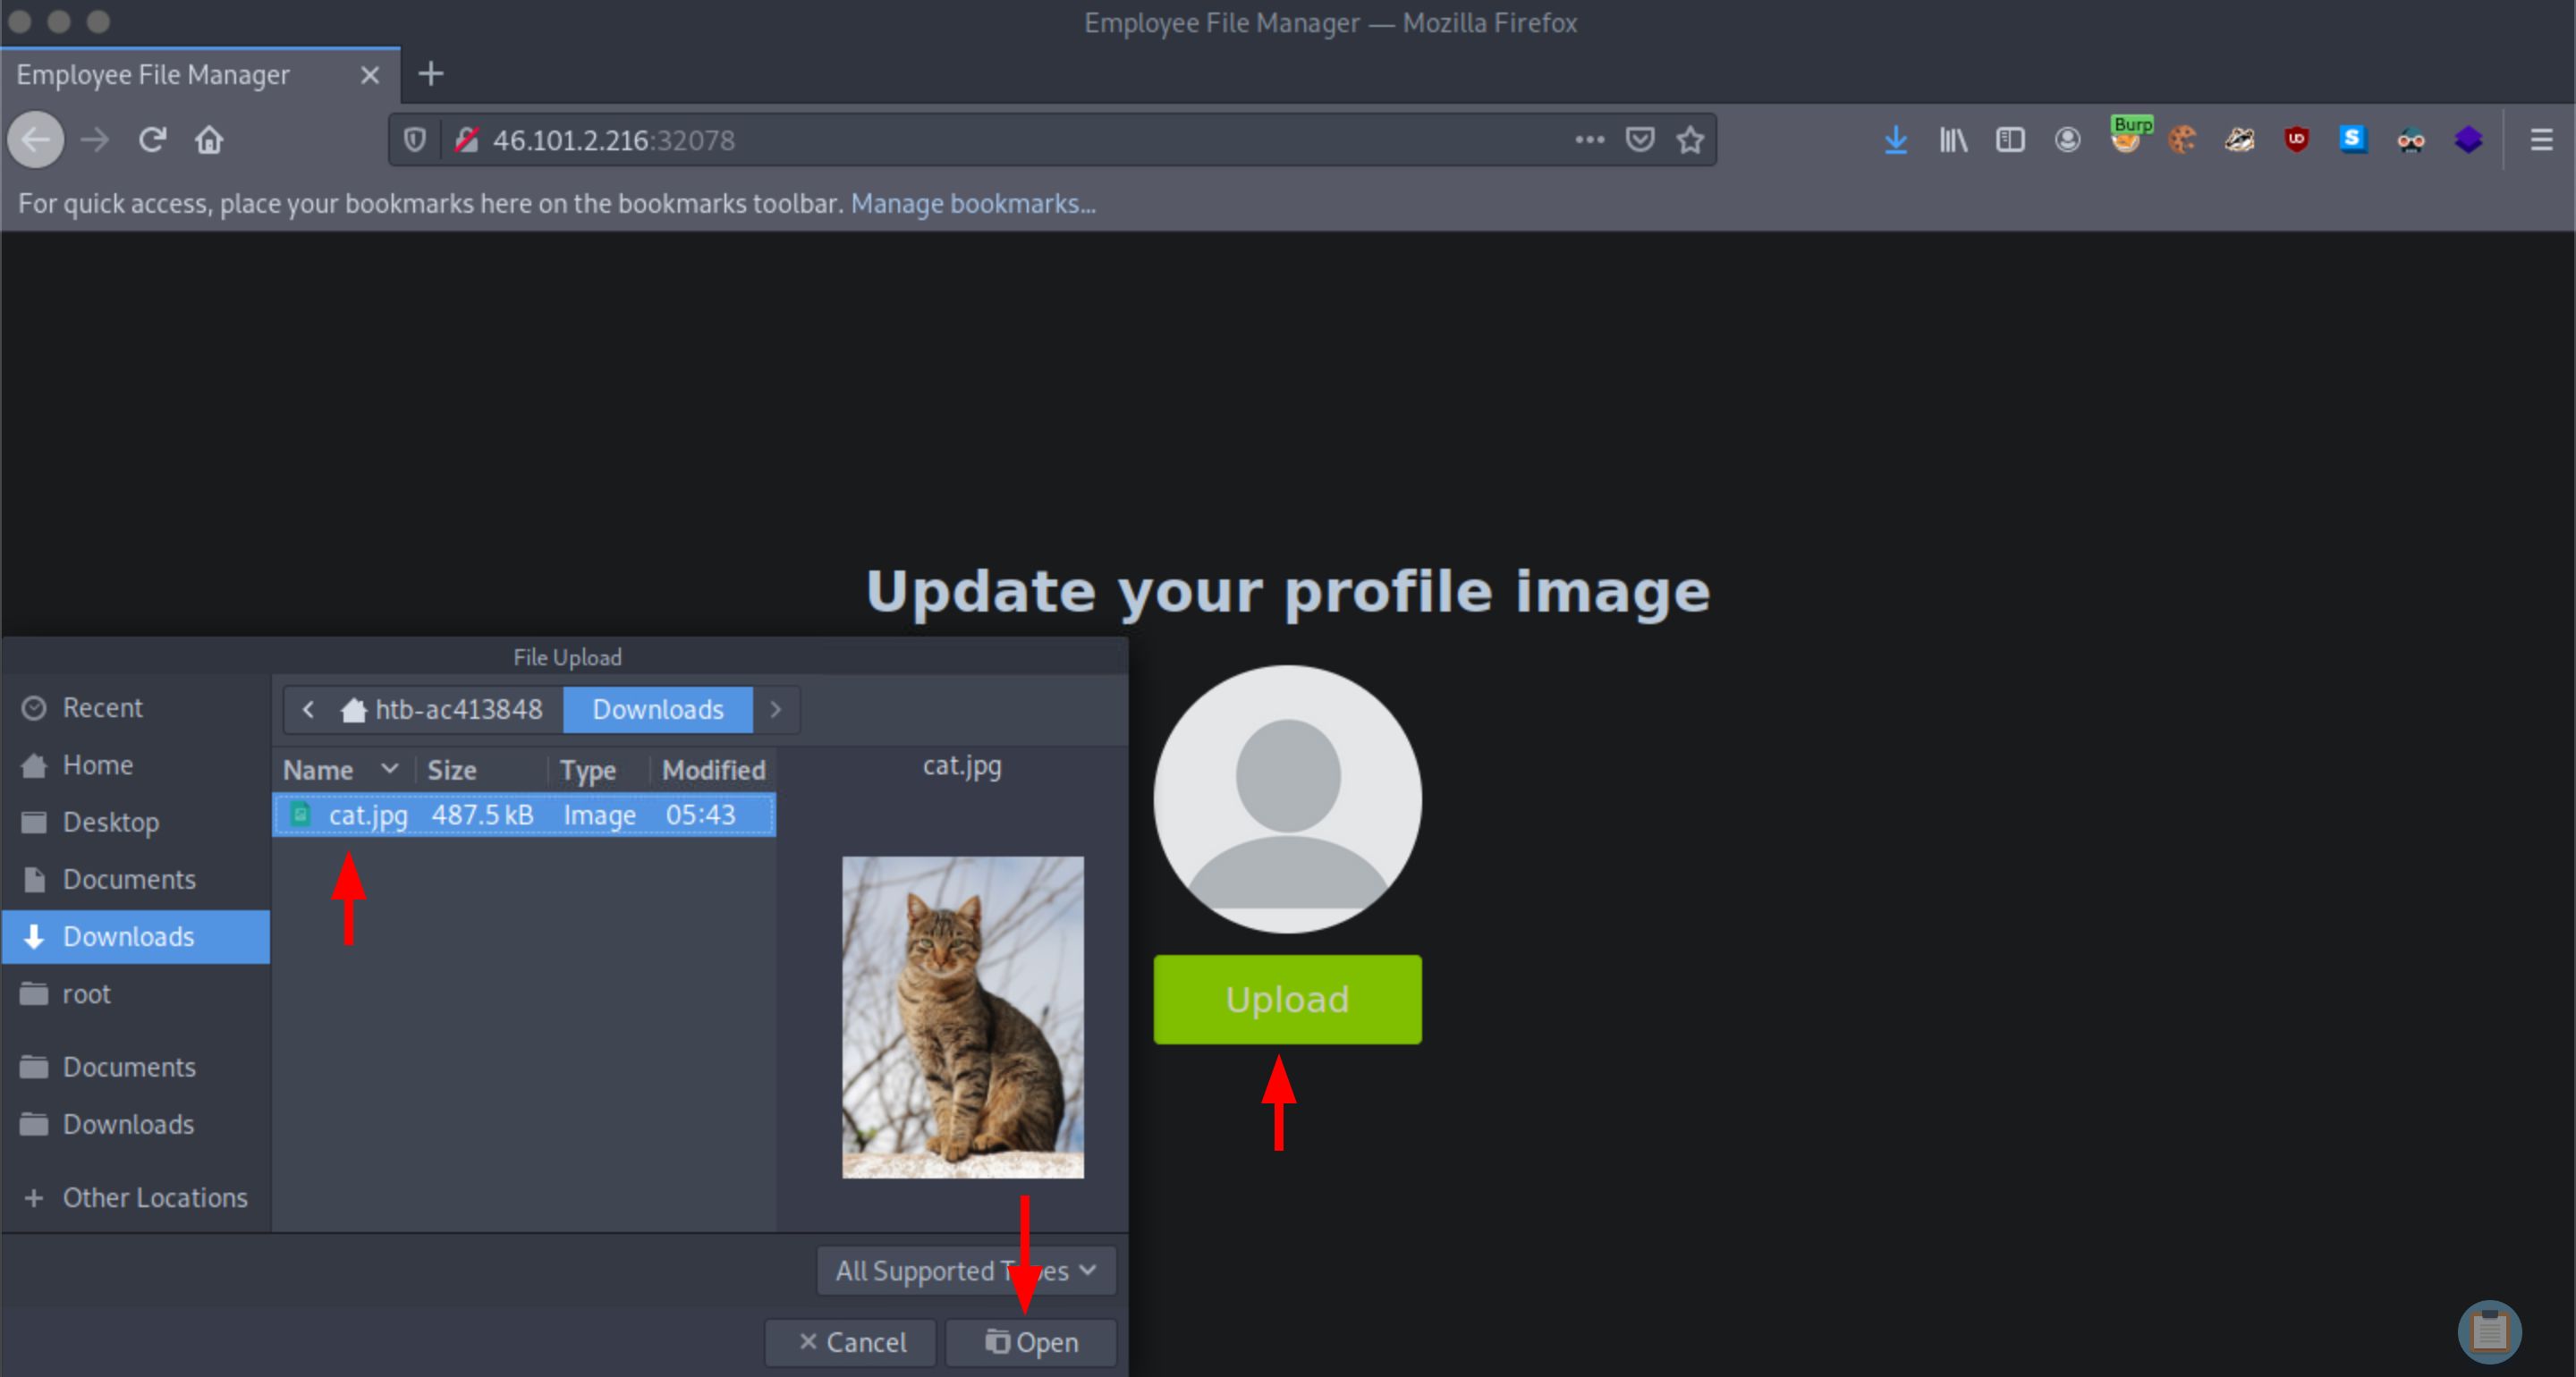 Employee File Manager — Mozilla Firefox
Employee File Manager
46.101.2.216:32078
Burp
For quick access, place your bookmarks here on the bookmarks toolbar. Manage bookmarks...
Update your profile image
File Upload
Recent
Home
Desktop
Documents
Downloads
root
Documents
Downloads
Other Locations
htb-ac413848 Downloads
Name Size Type Modified
cat.jpg 487.5 kB Image 05:43
cat.jpg
Upload
All Supported
Cancel Open